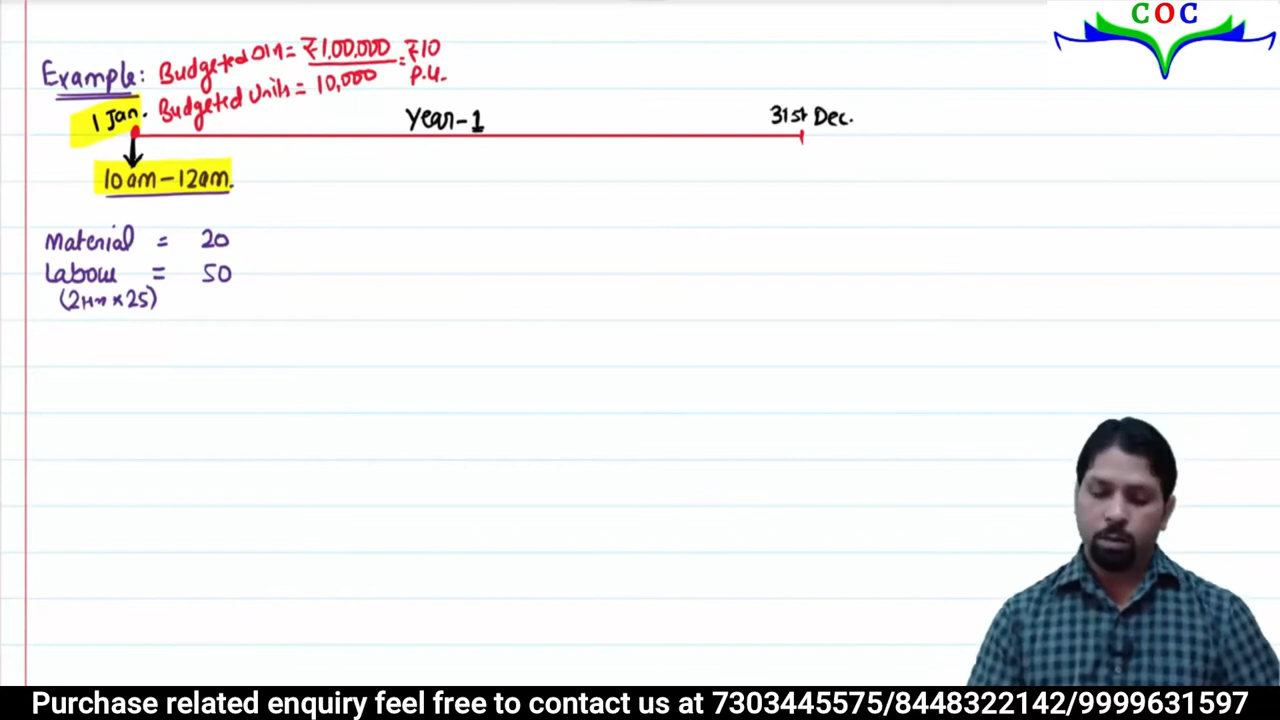 COC
Example: Budgeted OH = ₹1,00,000 = ₹10
Budgeted Units = 10,000 P.U.
1 Jan. Year-1 31st Dec.
10am-12am.
Material = 20
Labour = 50
(2Hrs x 25)
Purchase related enquiry feel free to contact us at 7303445575/8448322142/9999631597